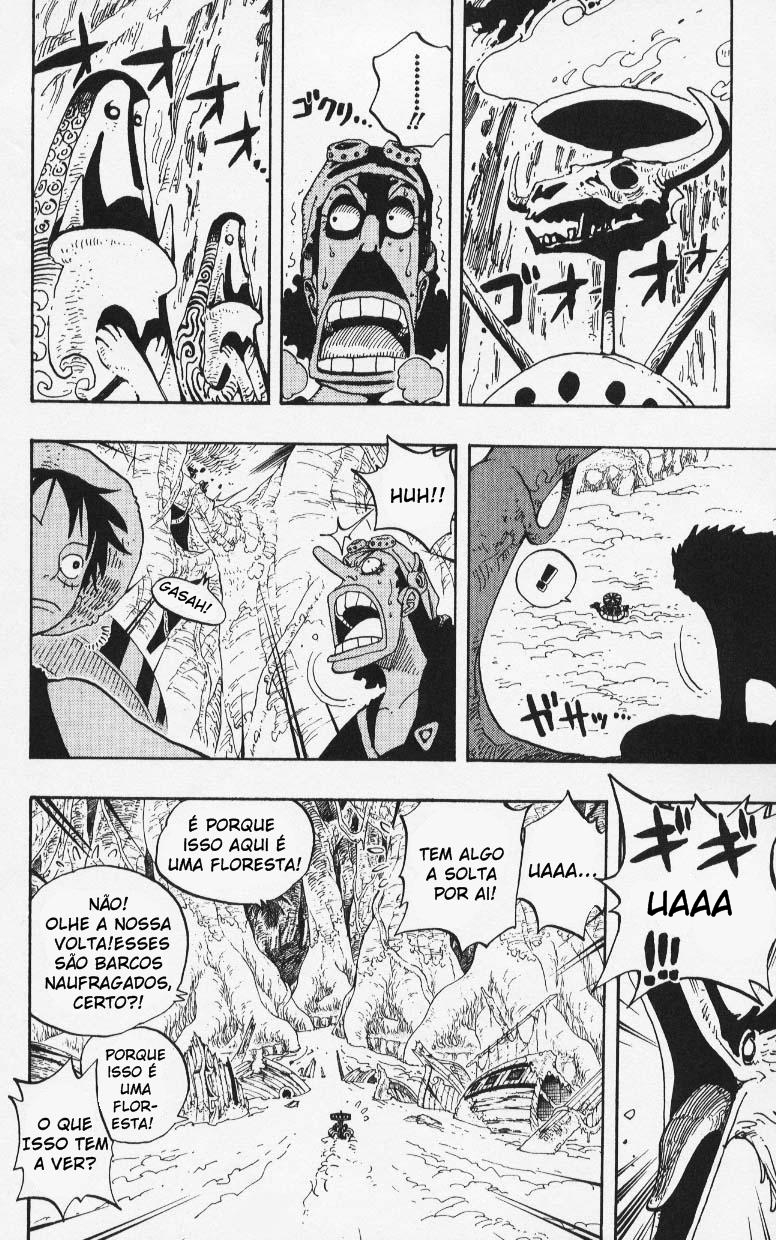 ゴオオオ
.........!!
ゴクリ...
オオオオ
!!
ガサッ...
HUH!!
GASAH!
ギギ
UAAA
!!!
UAAA...
TEM ALGO
A SOLTA
POR AI!
É PORQUE
ISSO AQUI É
UMA FLORESTA!
NÃO!
OLHE A NOSSA
VOLTA!ESSES
SÃO BARCOS
NAUFRAGADOS,
CERTO?!
PORQUE
ISSO É
UMA
FLOR-
ESTA!
O QUE
ISSO TEM
A VER?